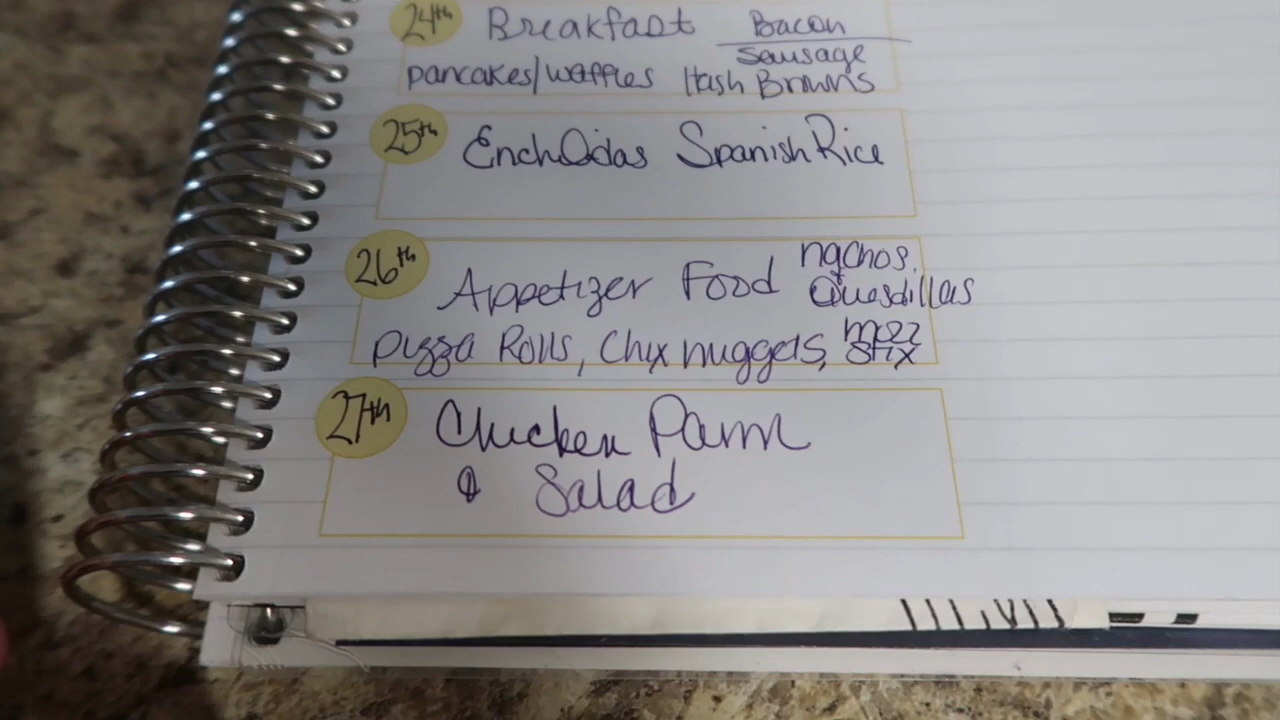 24th Breakfast Bacon
Sausage
pancakes/waffles Hash Browns
25th Enchiladas Spanish Rice
26th Appetizer Food nachos,
Quesdillas
pizza Rolls, Chix nuggets, mozz
stix
27th Chicken Parm
& Salad